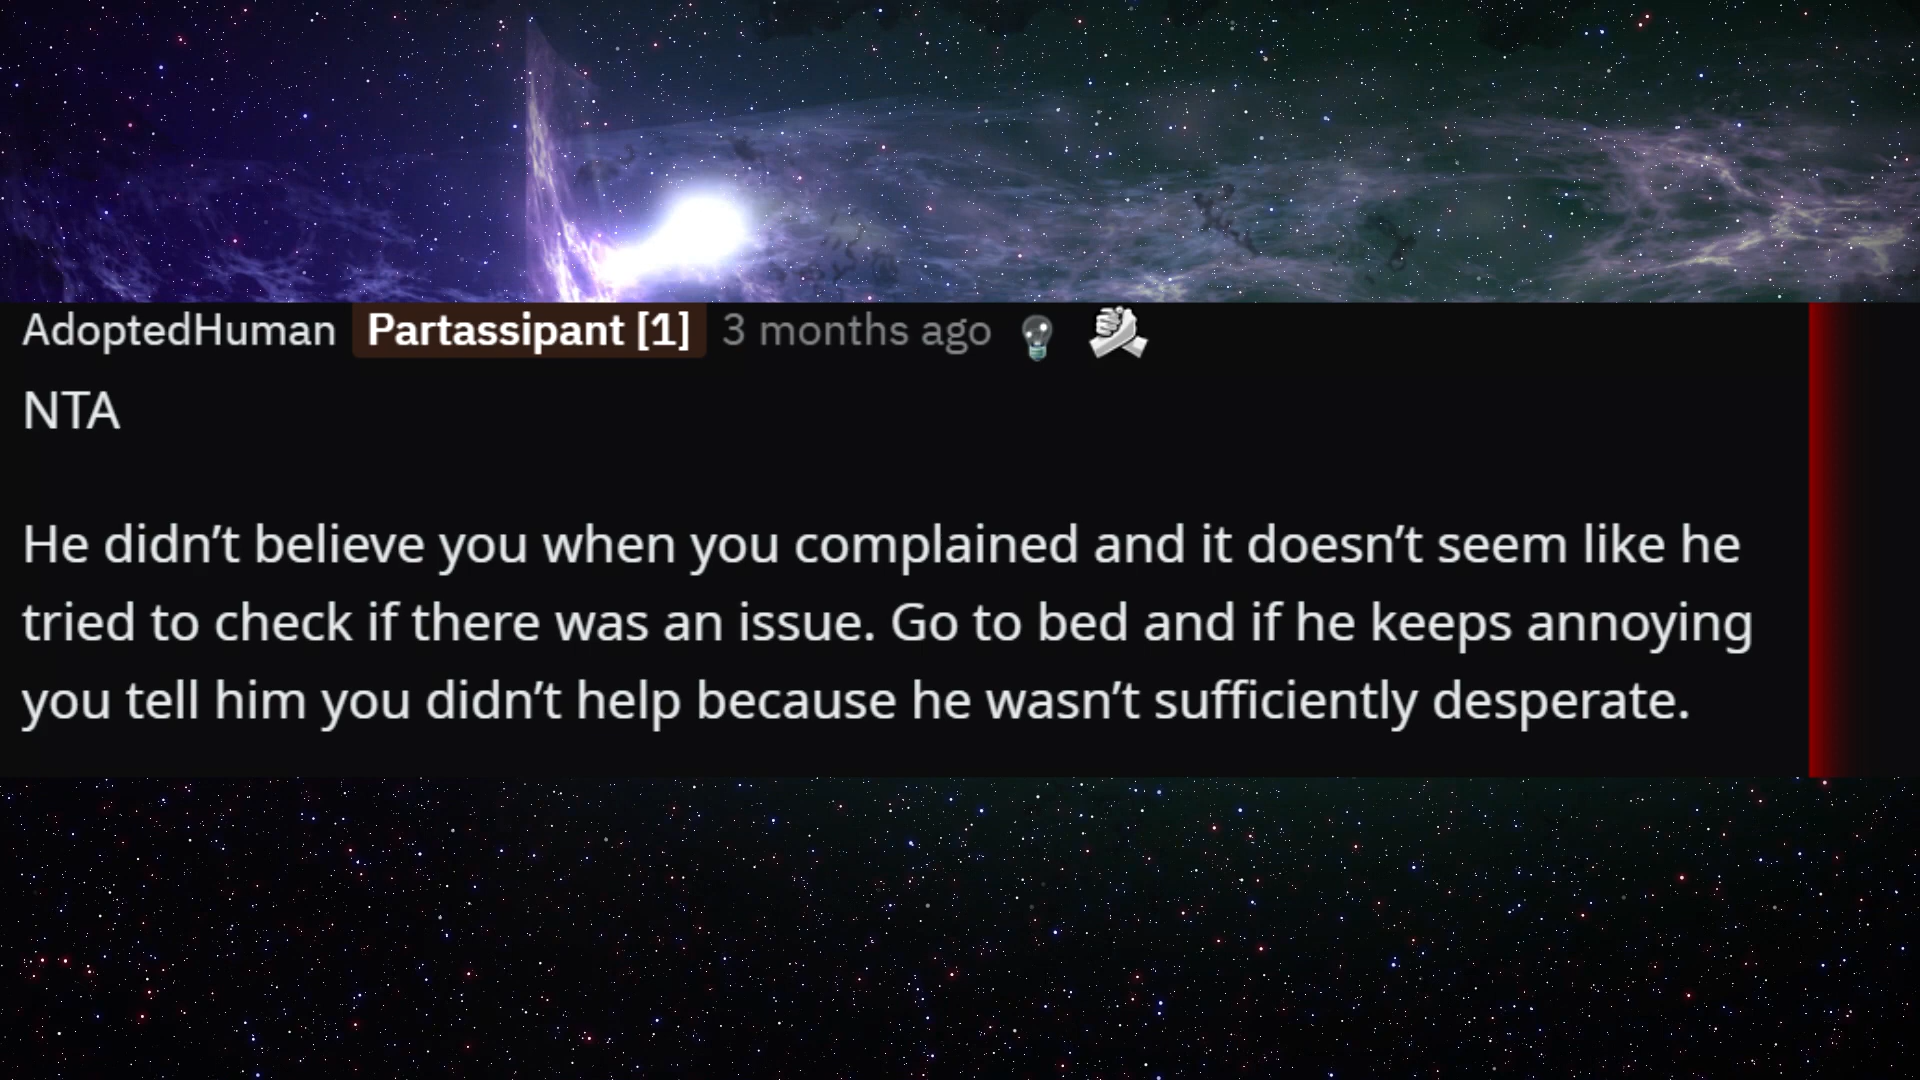 AdoptedHuman Partassipant [1] 3 months ago
NTA
He didn’t believe you when you complained and it doesn’t seem like he
tried to check if there was an issue. Go to bed and if he keeps annoying
you tell him you didn’t help because he wasn’t sufficiently desperate.